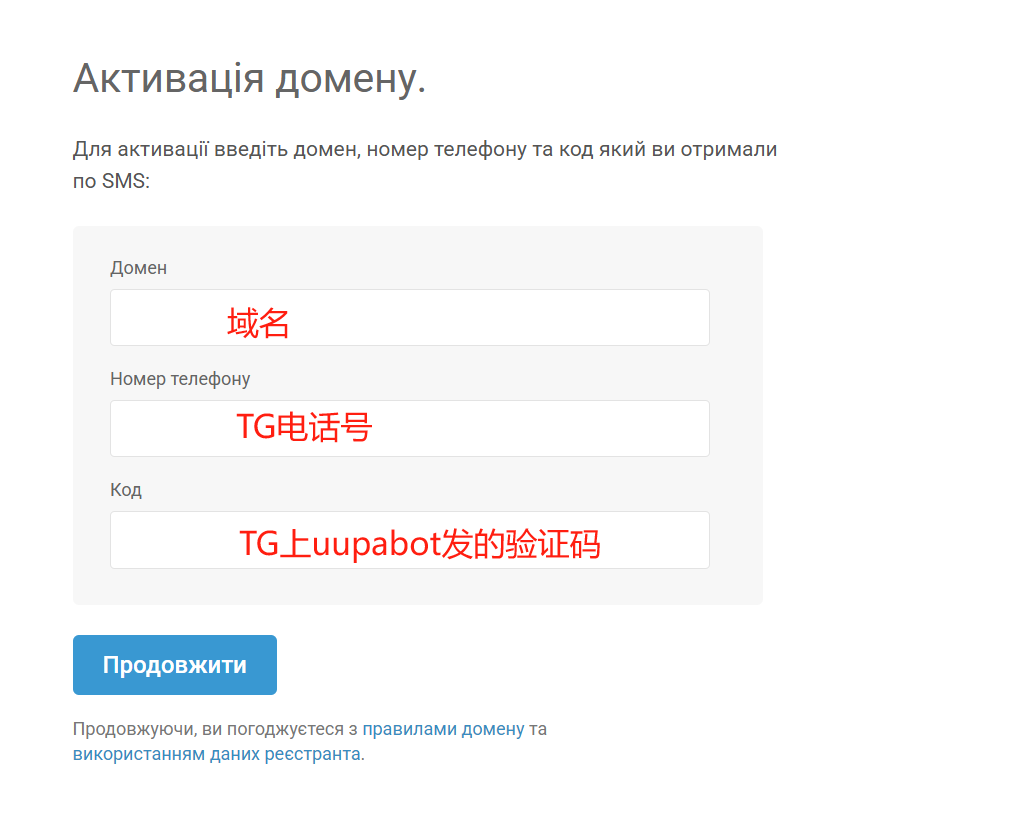 Активація домену.
Для активації введіть домен, номер телефону та код який ви отримали
по SMS:
Домен
域名
Номер телефону
TG电话号
Код
TG上uupabot发的验证码
Продовжити
Продовжуючи, ви погоджуєтеся з правилами домену та
використанням даних реєстранта.